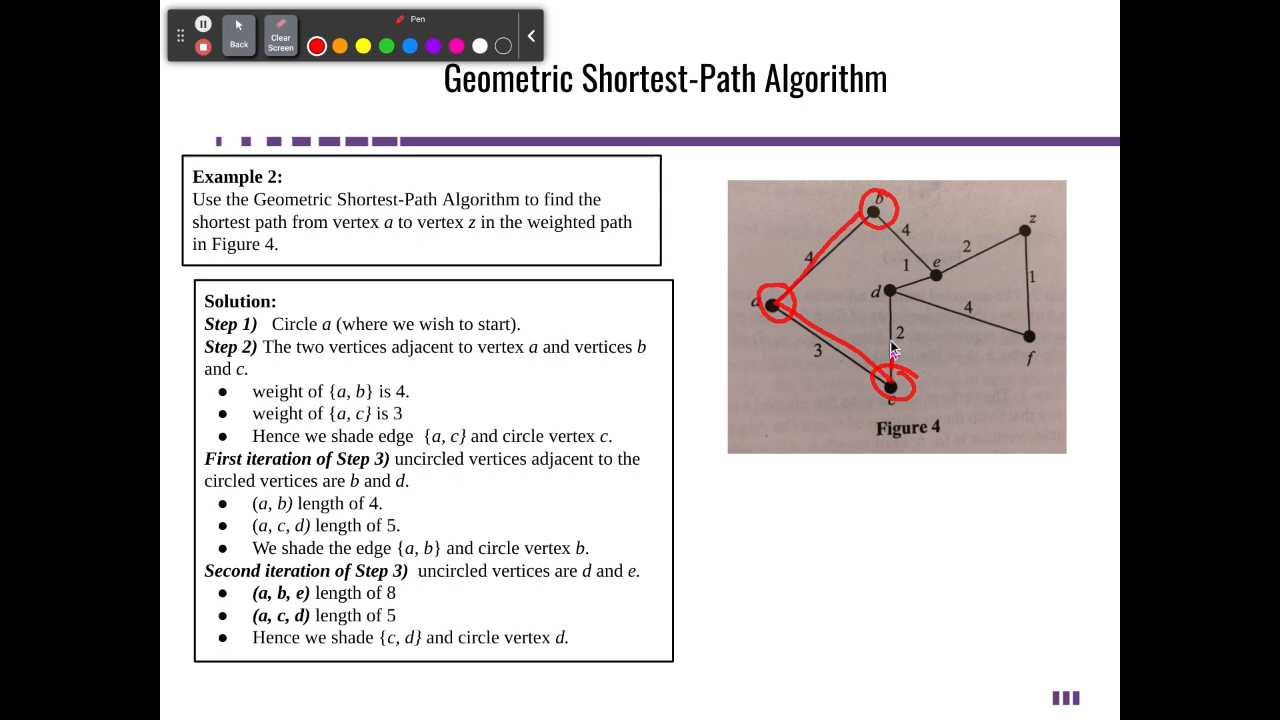 Pen
Back
Clear
Screen
Geometric Shortest-Path Algorithm
Example 2:
Use the Geometric Shortest-Path Algorithm to find the
shortest path from vertex a to vertex z in the weighted path
in Figure 4.
Solution:
Step 1) Circle a (where we wish to start).
Step 2) The two vertices adjacent to vertex a and vertices b
and c.
● weight of {a, b} is 4.
● weight of {a, c} is 3
● Hence we shade edge {a, c} and circle vertex c.
First iteration of Step 3) uncircled vertices adjacent to the
circled vertices are b and d.
● (a, b) length of 4.
● (a, c, d) length of 5.
● We shade the edge {a, b} and circle vertex b.
Second iteration of Step 3) uncircled vertices are d and e.
● (a, b, e) length of 8
● (a, c, d) length of 5
● Hence we shade {c, d} and circle vertex d.
b
z
4
4
2
1
e
1
a
d
4
2
3
f
c
Figure 4